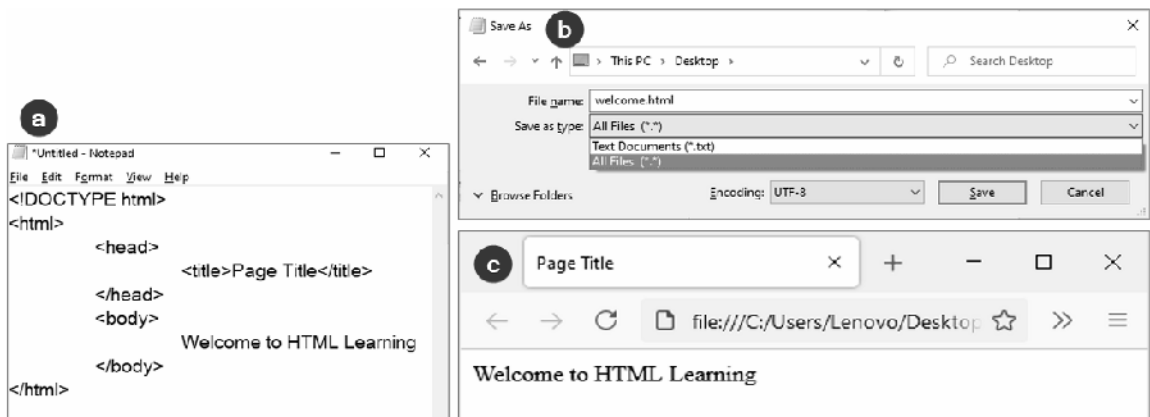 a
*Untitled - Notepad
File Edit Format View Help
<!DOCTYPE html>
<html>
<head>
<title>Page Title</title>
</head>
<body>
Welcome to HTML Learning
</body>
</html>
Save As
b
This PC > Desktop >
Search Desktop
File name: welcome.html
Save as type: All Files (*.*)
Text Documents (*.txt)
All Files (*.*)
Browse Folders Encoding: UTF-8 Save Cancel
c
Page Title
file:///C:/Users/Lenovo/Desktop
Welcome to HTML Learning